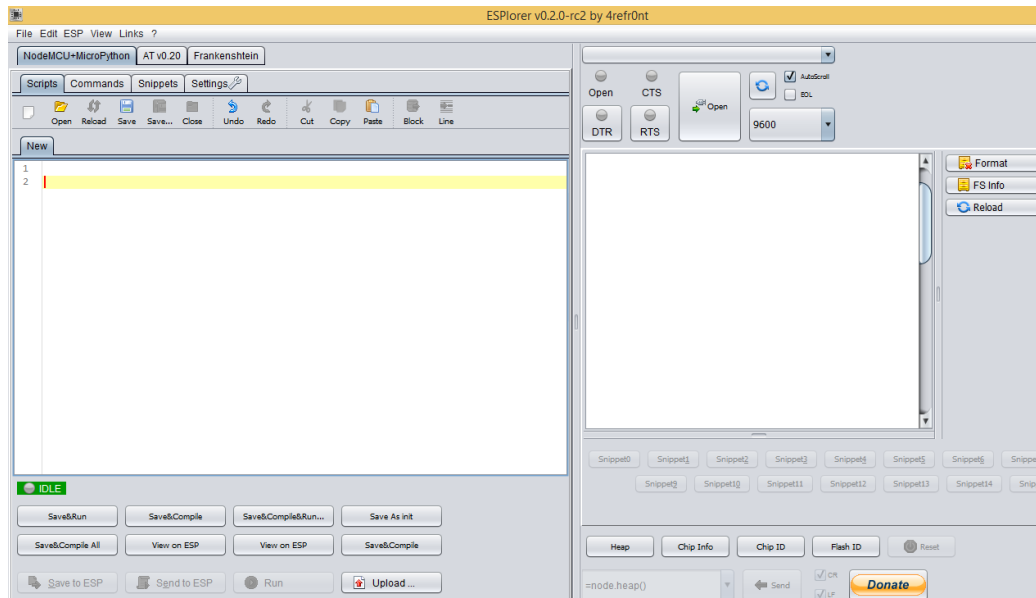 ESPlorer v0.2.0-rc2 by 4refr0nt
File Edit ESP View Links ?
NodeMCU+MicroPython AT v0.20 Frankenshtein
Scripts Commands Snippets Settings
Open Reload Save Save... Close Undo Redo Cut Copy Paste Block Line
New
1
2
IDLE
Save&Run Save&Compile Save&Compile&Run... Save As init
Save&Compile All View on ESP View on ESP Save&Compile
Save to ESP Send to ESP Run Upload ...
Open CTS
DTR RTS
Open
AutoScroll
EOL
9600
Format
FS Info
Reload
Snippet0 Snippet1 Snippet2 Snippet3 Snippet4 Snippet5 Snippet6 Snippe
Snippet9 Snippet10 Snippet11 Snippet12 Snippet13 Snippet14 Snip
Heap Chip Info Chip ID Flash ID Reset
=node.heap() Send CR
LF
Donate